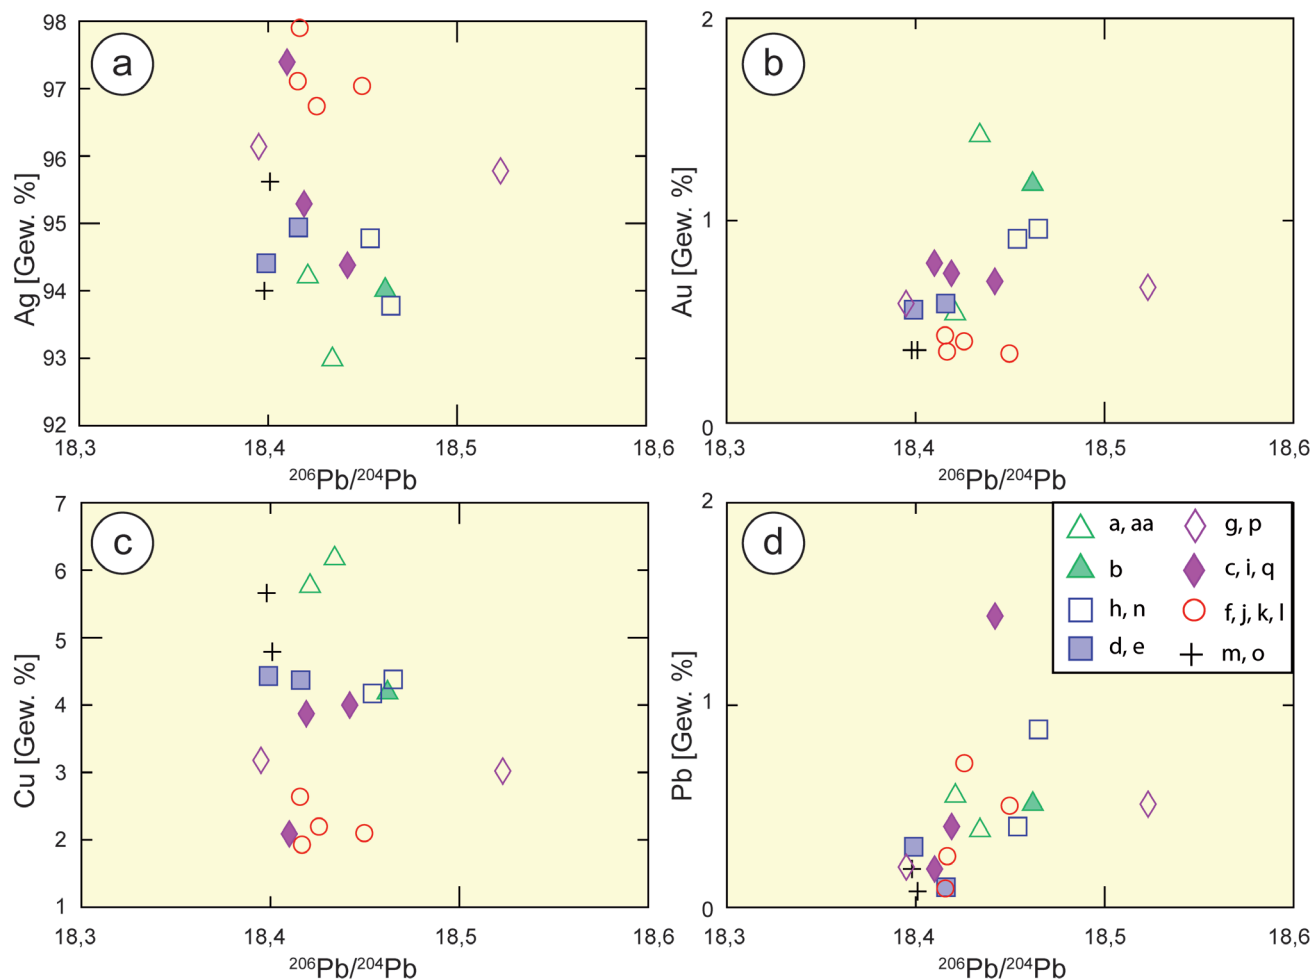 a
98
97
96
95
94
93
92
Ag [Gew. %]
18,3
18,4
18,5
18,6
²⁰⁶Pb/²⁰⁴Pb
b
2
1
0
Au [Gew. %]
18,3
18,4
18,5
18,6
²⁰⁶Pb/²⁰⁴Pb
c
7
6
5
4
3
2
1
Cu [Gew. %]
18,3
18,4
18,5
18,6
²⁰⁶Pb/²⁰⁴Pb
d
2
1
0
Pb [Gew. %]
18,3
18,4
18,5
18,6
²⁰⁶Pb/²⁰⁴Pb
a, aa
b
h, n
d, e
g, p
c, i, q
f, j, k, l
m, o